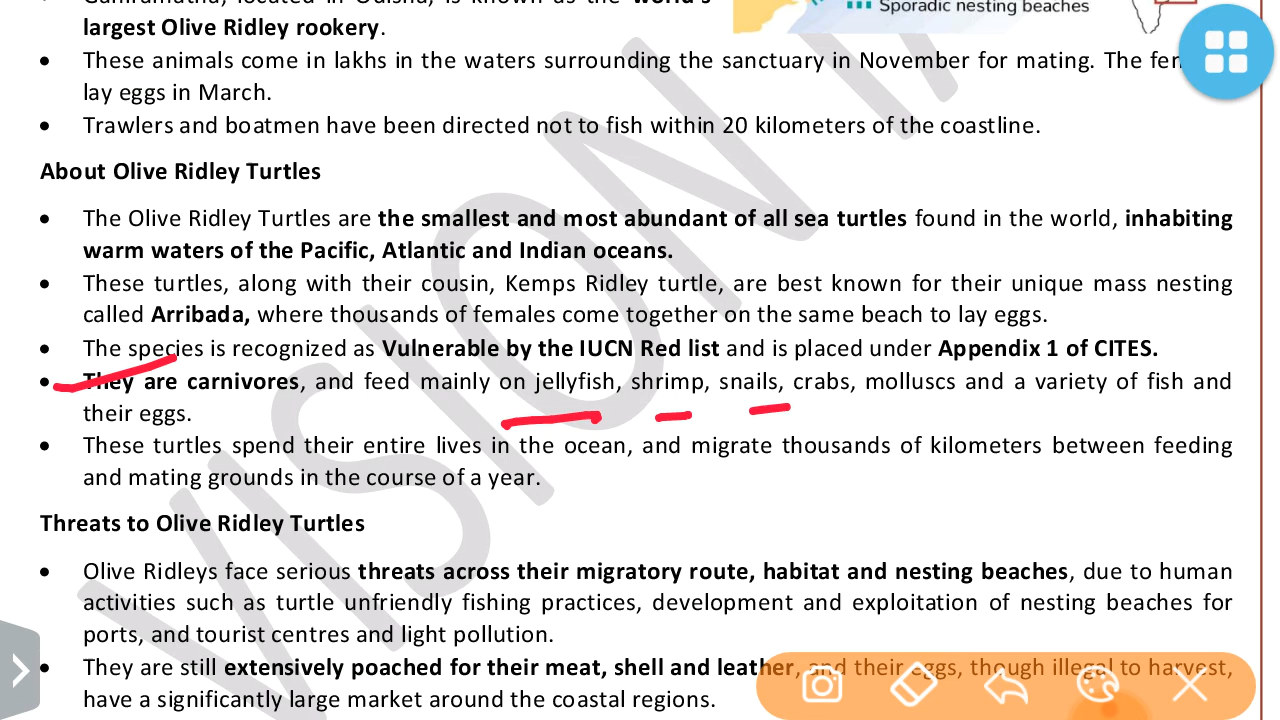 largest Olive Ridley rookery.
Sporadic nesting beaches
• These animals come in lakhs in the waters surrounding the sanctuary in November for mating. The
lay eggs in March.
• Trawlers and boatmen have been directed not to fish within 20 kilometers of the coastline.
About Olive Ridley Turtles
• The Olive Ridley Turtles are the smallest and most abundant of all sea turtles found in the world, inhabiting
warm waters of the Pacific, Atlantic and Indian oceans.
• These turtles, along with their cousin, Kemps Ridley turtle, are best known for their unique mass nesting
called Arribada, where thousands of females come together on the same beach to lay eggs.
• The species is recognized as Vulnerable by the IUCN Red list and is placed under Appendix 1 of CITES.
• They are carnivores, and feed mainly on jellyfish, shrimp, snails, crabs, molluscs and a variety of fish and
their eggs.
• These turtles spend their entire lives in the ocean, and migrate thousands of kilometers between feeding
and mating grounds in the course of a year.
Threats to Olive Ridley Turtles
• Olive Ridleys face serious threats across their migratory route, habitat and nesting beaches, due to human
activities such as turtle unfriendly fishing practices, development and exploitation of nesting beaches for
ports, and tourist centres and light pollution.
• They are still extensively poached for their meat, shell and leather, and their eggs, though illegal to harvest,
have a significantly large market around the coastal regions.
VISION